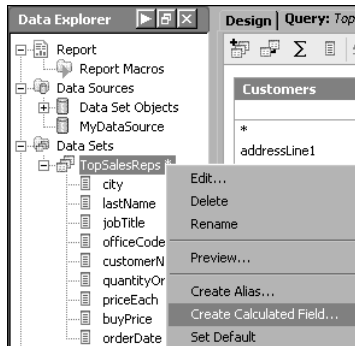 Data Explorer
Design Query: Top
Report
Report Macros
Data Sources
Data Set Objects
MyDataSource
Data Sets
TopSalesReps *
city
lastName
jobTitle
officeCode
customerN
quantityOr
priceEach
buyPrice
orderDate
Customers
*
addressLine1
Edit...
Delete
Rename
Preview...
Create Alias...
Create Calculated Field...
Set Default